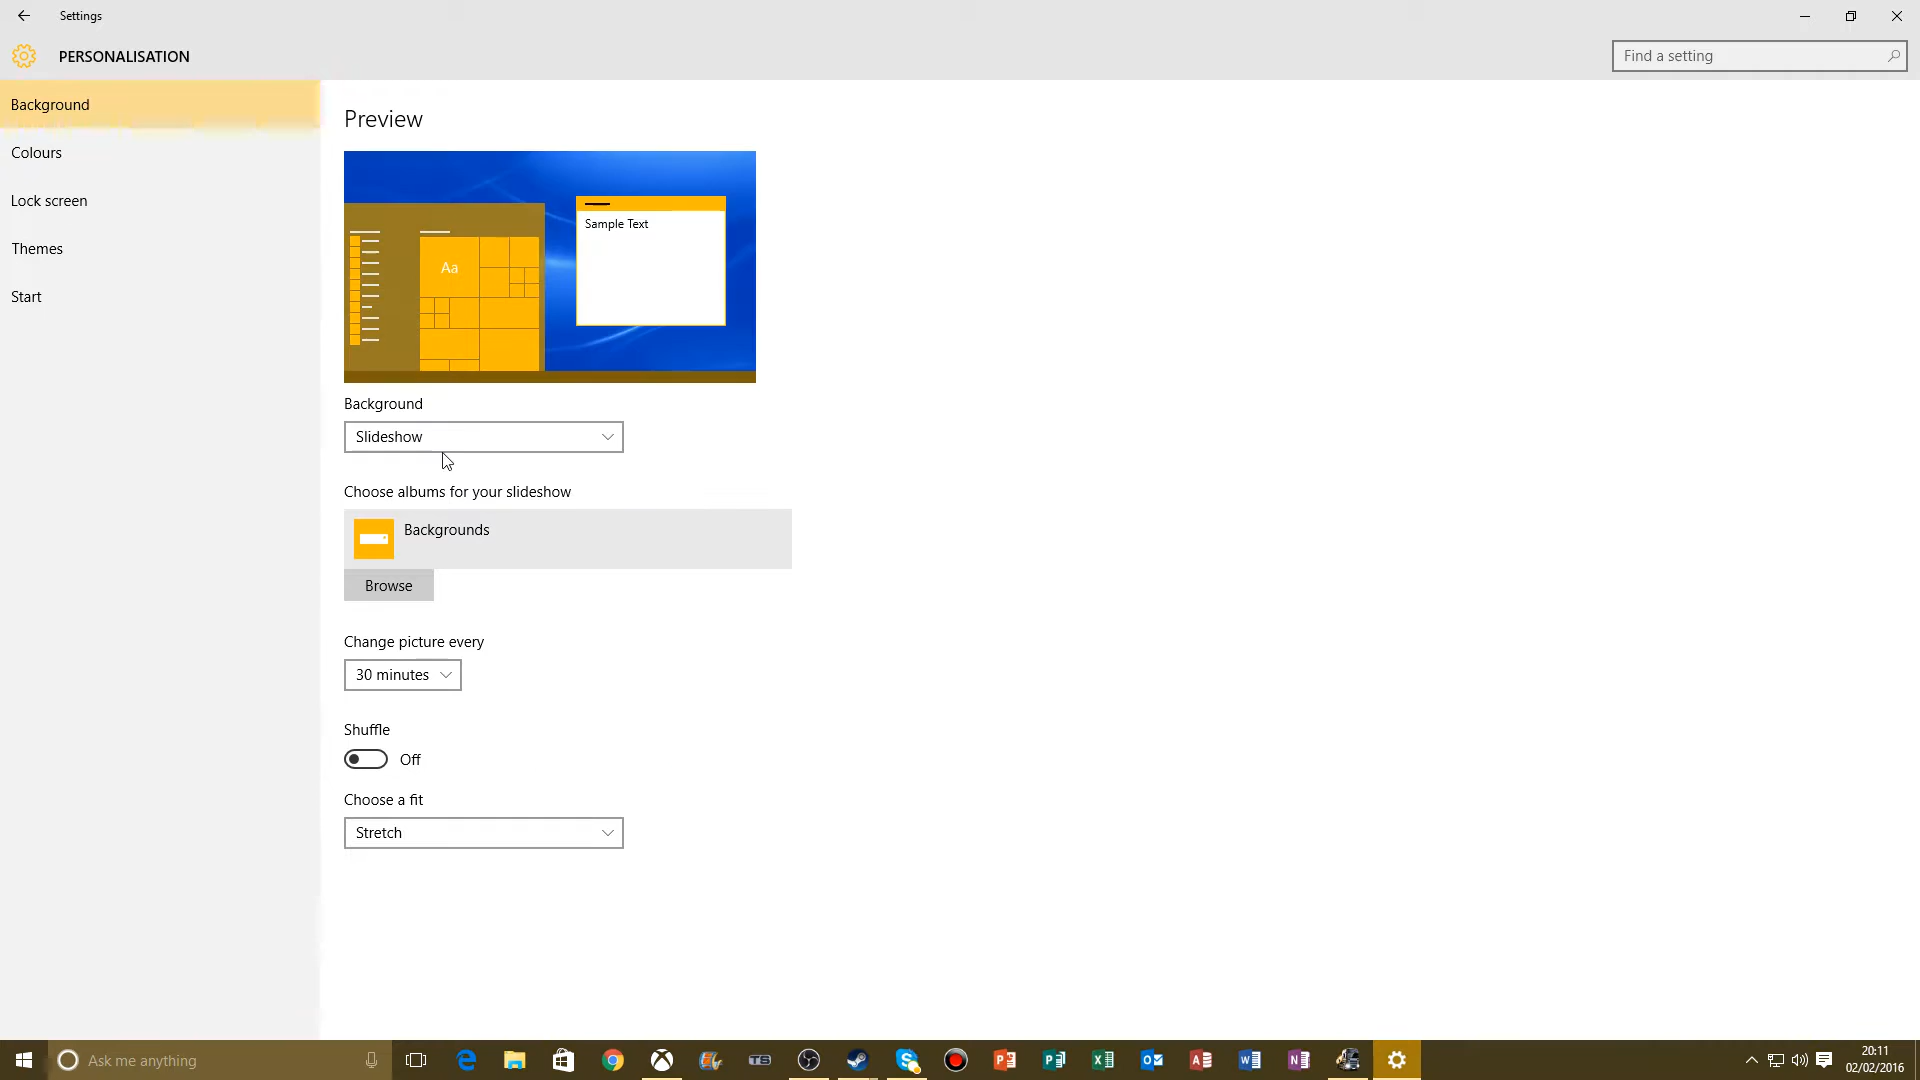 Settings
PERSONALISATION
Find a setting
Background
Colours
Lock screen
Themes
Start
Preview
Aa
Sample Text
Background
Slideshow
Choose albums for your slideshow
Backgrounds
Browse
Change picture every
30 minutes
Shuffle
Off
Choose a fit
Stretch
Ask me anything
TS
20:11
02/02/2016